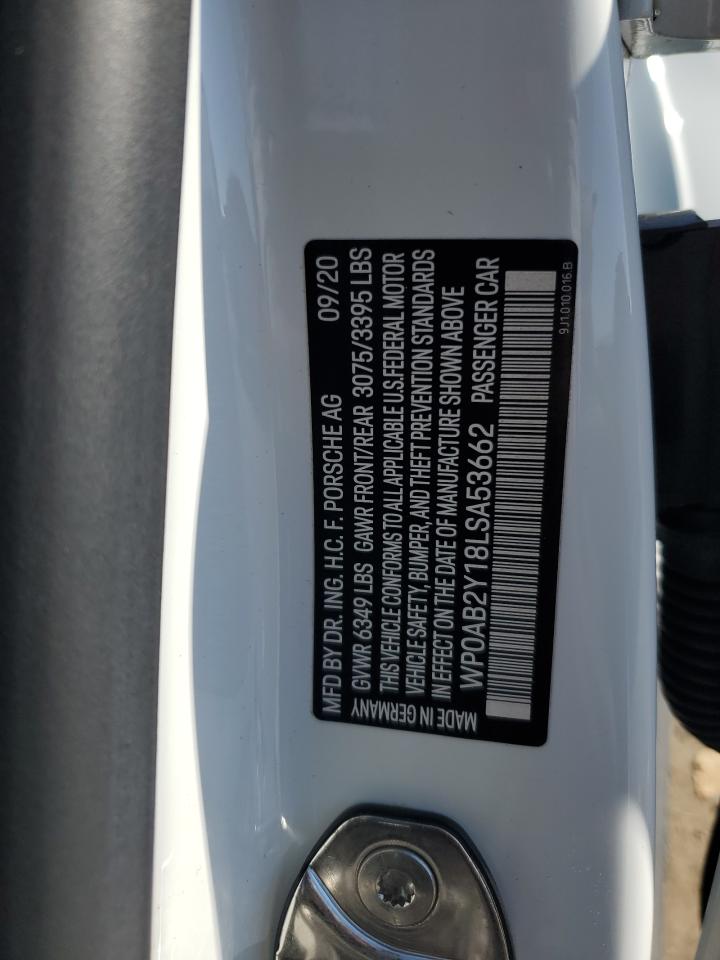 MFD BY DR. ING. H.C. F. PORSCHE AG 09/20
GVWR 6349 LBS GAWR FRONT/REAR 3075/3395 LBS
THIS VEHICLE CONFORMS TO ALL APPLICABLE U.S. FEDERAL MOTOR
VEHICLE SAFETY, BUMPER, AND THEFT PREVENTION STANDARDS
IN EFFECT ON THE DATE OF MANUFACTURE SHOWN ABOVE
WP0AB2Y18LSA53662 PASSENGER CAR
MADE IN GERMANY
9J1.010.016.B